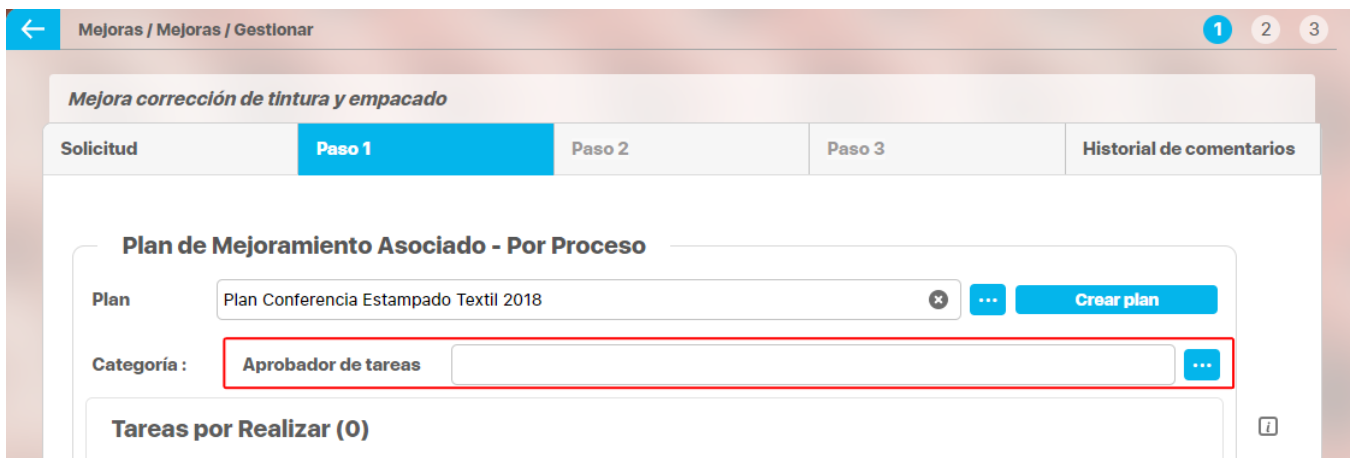 Mejoras / Mejoras / Gestionar 1 2 3
Mejora corrección de tintura y empacado
Solicitud Paso 1 Paso 2 Paso 3 Historial de comentarios
Plan de Mejoramiento Asociado - Por Proceso
Plan Plan Conferencia Estampado Textil 2018 ... Crear plan
Categoría : Aprobador de tareas ...
Tareas por Realizar (0) i